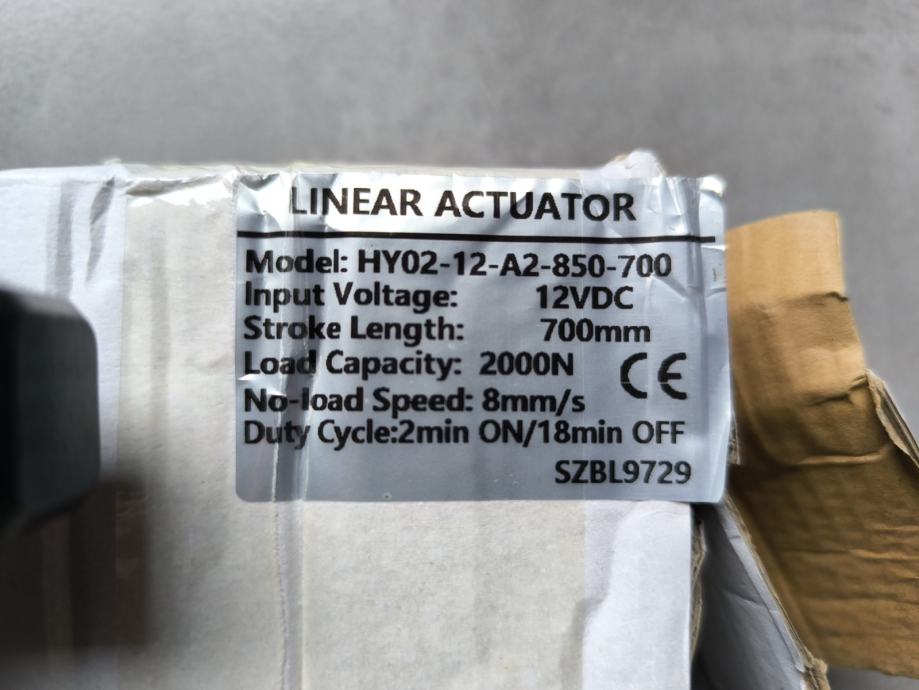 LINEAR ACTUATOR
Model: HY02-12-A2-850-700
Input Voltage: 12VDC
Stroke Length: 700mm
Load Capacity: 2000N
CE
No-load Speed: 8mm/s
Duty Cycle:2min ON/18min OFF
SZBL9729